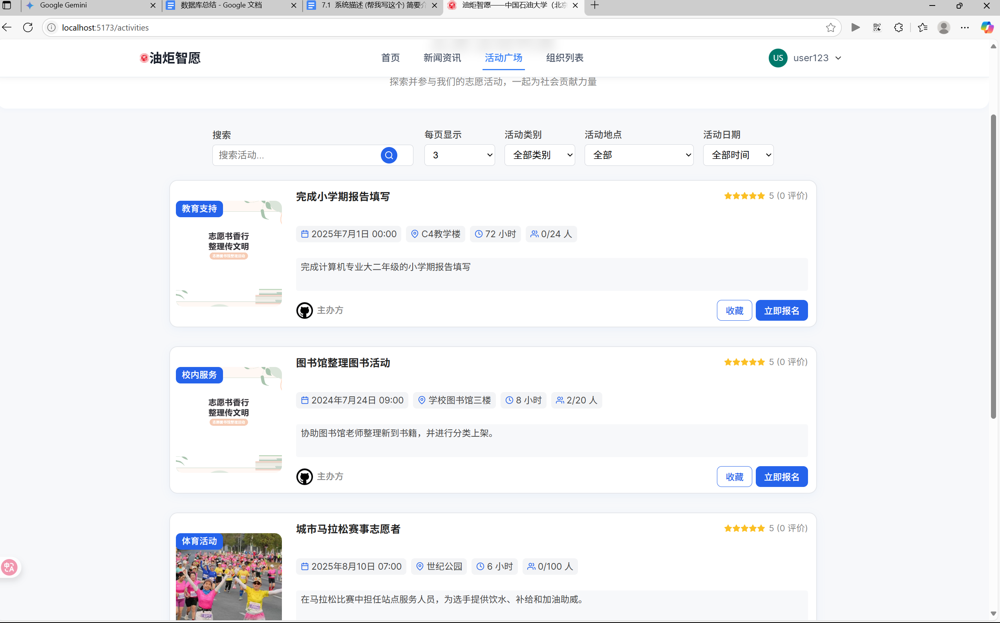 Google Gemini
数据库总结 - Google 文档
7.1 系统描述 (帮我写这个) 简要介
油炬智愿——中国石油大学（北京
localhost:5173/activities
油炬智愿
首页
新闻资讯
活动广场
组织列表
US
user123
探索并参与我们的志愿活动，一起为社会贡献力量
搜索
每页显示
活动类别
活动地点
活动日期
搜索活动...
3
全部类别
全部
全部时间
教育支持
志愿书香行
整理传文明
志愿图书馆整理活动
完成小学期报告填写
5 (0 评价)
2025年7月1日 00:00
C4教学楼
72 小时
0/24 人
完成计算机专业大二年级的小学期报告填写
主办方
收藏
立即报名
校内服务
志愿书香行
整理传文明
志愿图书馆整理活动
图书馆整理图书活动
5 (0 评价)
2024年7月24日 09:00
学校图书馆三楼
8 小时
2/20 人
协助图书馆老师整理新到书籍，并进行分类上架。
主办方
收藏
立即报名
体育活动
城市马拉松赛事志愿者
5 (0 评价)
2025年8月10日 07:00
世纪公园
6 小时
0/100 人
在马拉松比赛中担任站点服务人员，为选手提供饮水、补给和加油助威。